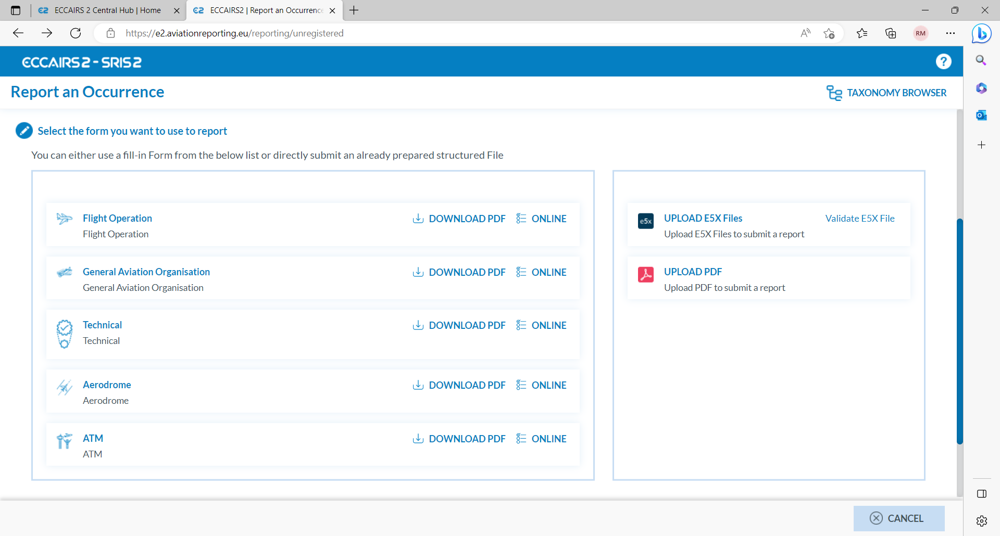 ECCAIRS 2 Central Hub | Home
ECCAIRS2 | Report an Occurrence
https://e2.aviationreporting.eu/reporting/unregistered
RM
ECCAIRS 2 - SRIS 2
?
Report an Occurrence
TAXONOMY BROWSER
Select the form you want to use to report
You can either use a fill-in Form from the below list or directly submit an already prepared structured File
Flight Operation
Flight Operation
DOWNLOAD PDF
ONLINE
General Aviation Organisation
General Aviation Organisation
DOWNLOAD PDF
ONLINE
Technical
Technical
DOWNLOAD PDF
ONLINE
Aerodrome
Aerodrome
DOWNLOAD PDF
ONLINE
ATM
ATM
DOWNLOAD PDF
ONLINE
e5x
UPLOAD E5X Files
Validate E5X File
Upload E5X Files to submit a report
UPLOAD PDF
Upload PDF to submit a report
CANCEL